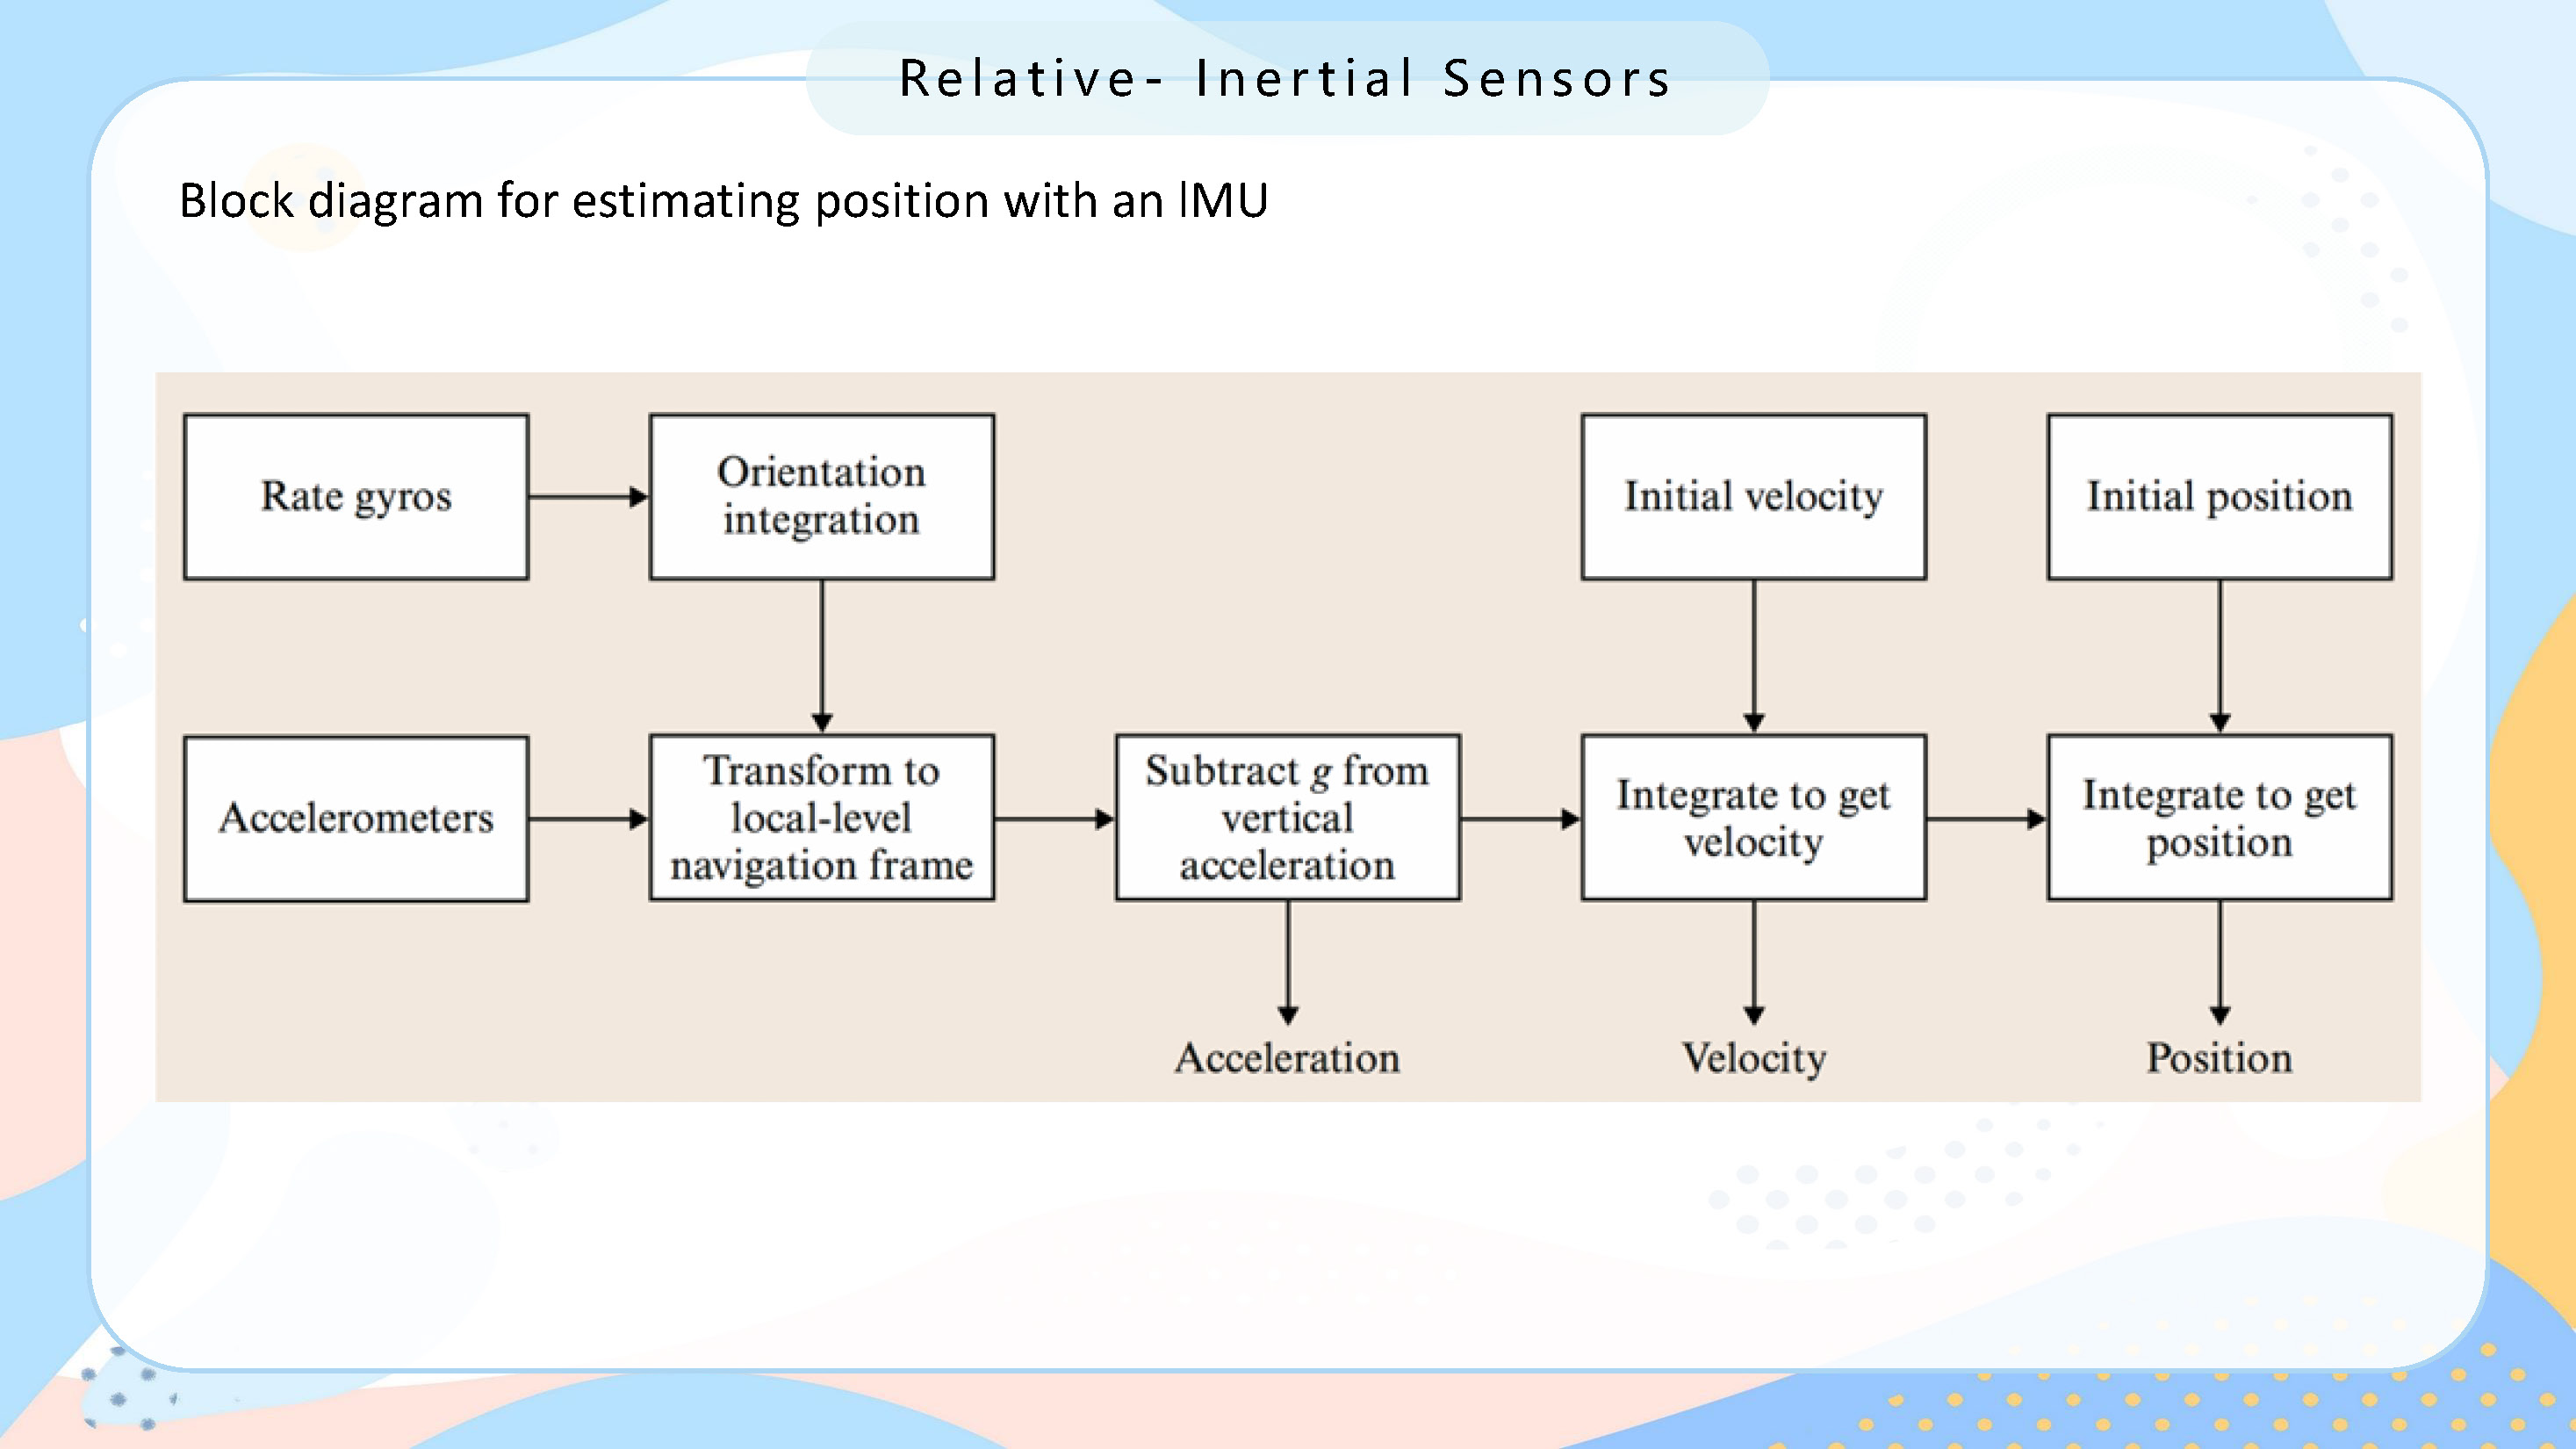 Relative- Inertial Sensors
Block diagram for estimating position with an IMU
Rate gyros
Orientation
integration
Initial velocity
Initial position
Accelerometers
Transform to
local-level
navigation frame
Subtract g from
vertical
acceleration
Integrate to get
velocity
Integrate to get
position
Acceleration
Velocity
Position